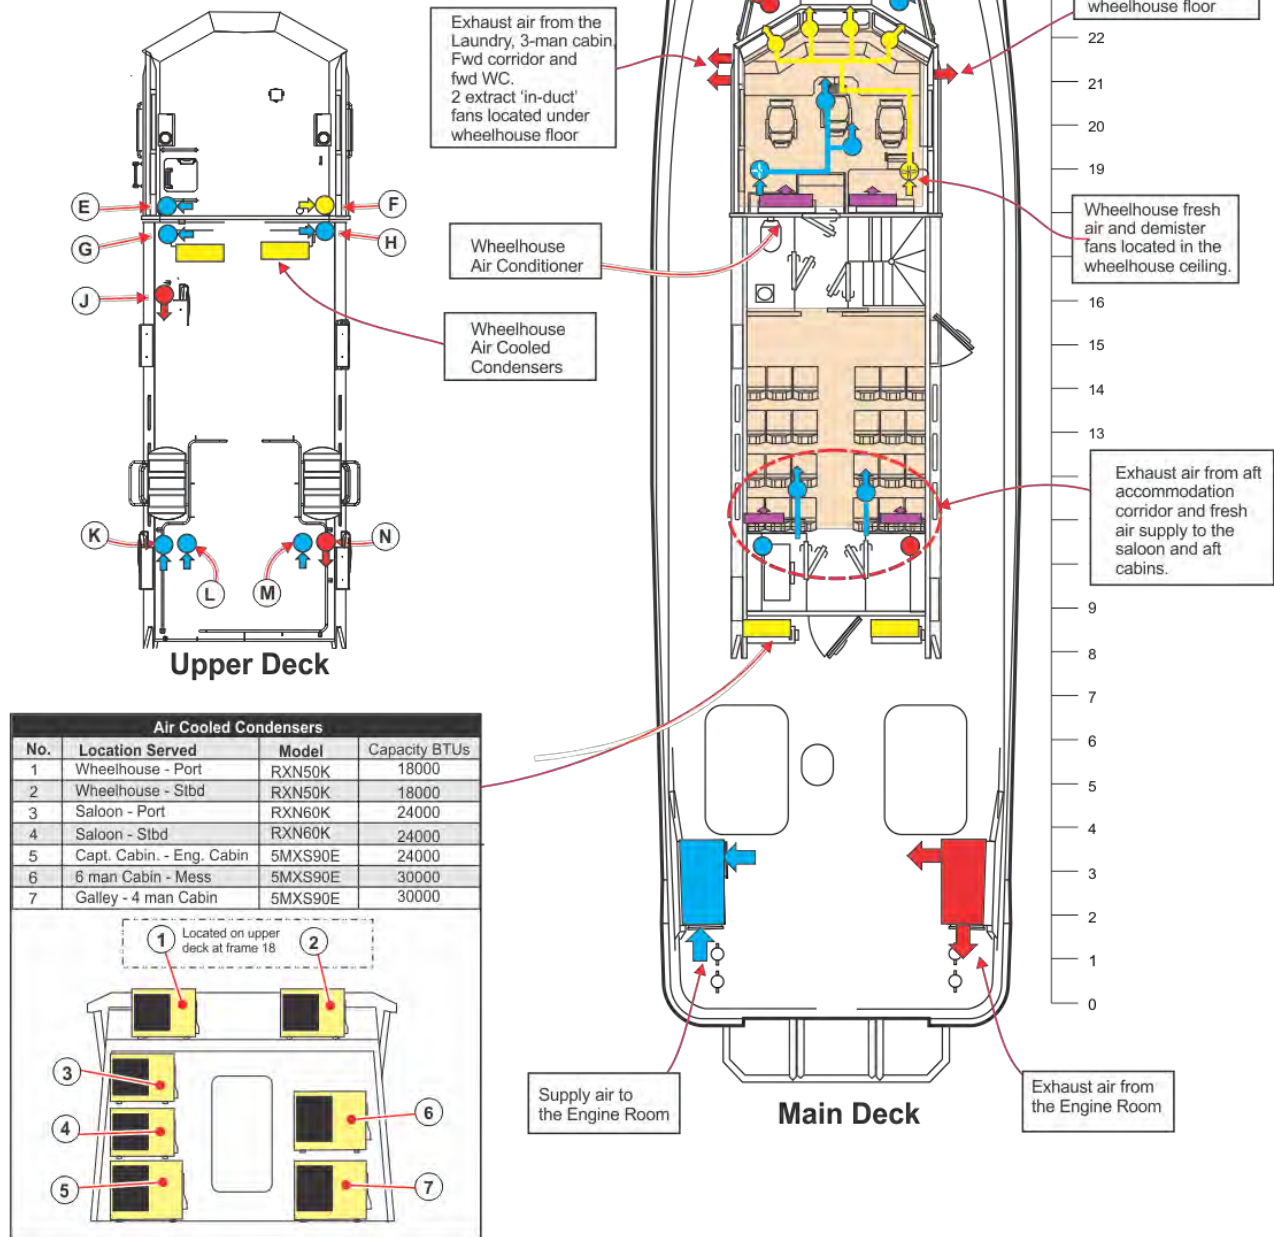 Exhaust air from the
Laundry, 3-man cabin,
Fwd corridor and
fwd WC.
2 extract 'in-duct'
fans located under
wheelhouse floor
wheelhouse floor
22
21
20
19
16
15
14
13
9
8
7
6
5
4
3
2
1
0
E
F
G
H
J
K
L
M
N
Wheelhouse
Air Conditioner
Wheelhouse
Air Cooled
Condensers
Wheelhouse fresh
air and demister
fans located in the
wheelhouse ceiling.
Exhaust air from aft
accommodation
corridor and fresh
air supply to the
saloon and aft
cabins.
Upper Deck
Air Cooled Condensers
No. Location Served Model Capacity BTUs
1 Wheelhouse - Port RXN50K 18000
2 Wheelhouse - Stbd RXN50K 18000
3 Saloon - Port RXN60K 24000
4 Saloon - Stbd RXN60K 24000
5 Capt. Cabin. - Eng. Cabin 5MXS90E 24000
6 6 man Cabin - Mess 5MXS90E 30000
7 Galley - 4 man Cabin 5MXS90E 30000
1 Located on upper
deck at frame 18
2
3
4
5
6
7
Supply air to
the Engine Room
Main Deck
Exhaust air from
the Engine Room